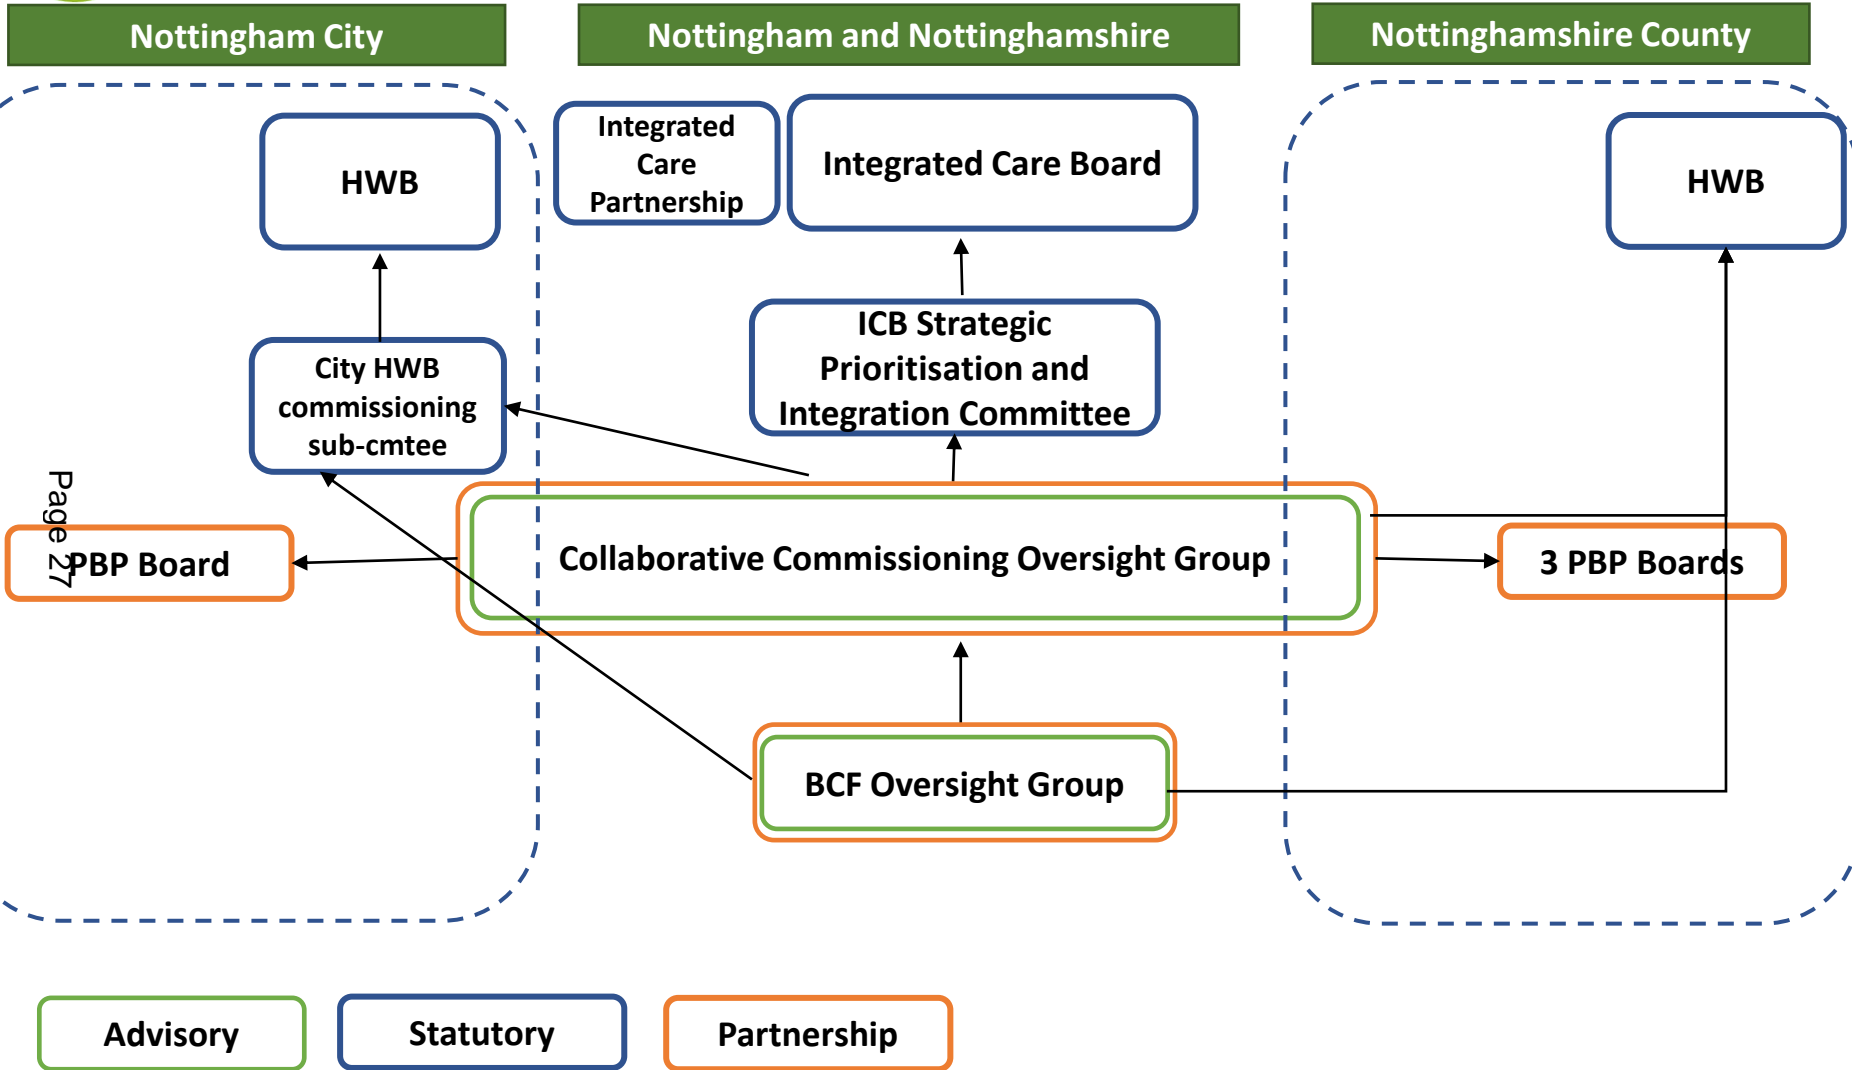 Nottingham City
Nottingham and Nottinghamshire
Nottinghamshire County
HWB
Integrated
Care
Partnership
Integrated Care Board
HWB
City HWB
commissioning
sub-cmtee
ICB Strategic
Prioritisation and
Integration Committee
Page 27
PBP Board
Collaborative Commissioning Oversight Group
3 PBP Boards
BCF Oversight Group
Advisory
Statutory
Partnership